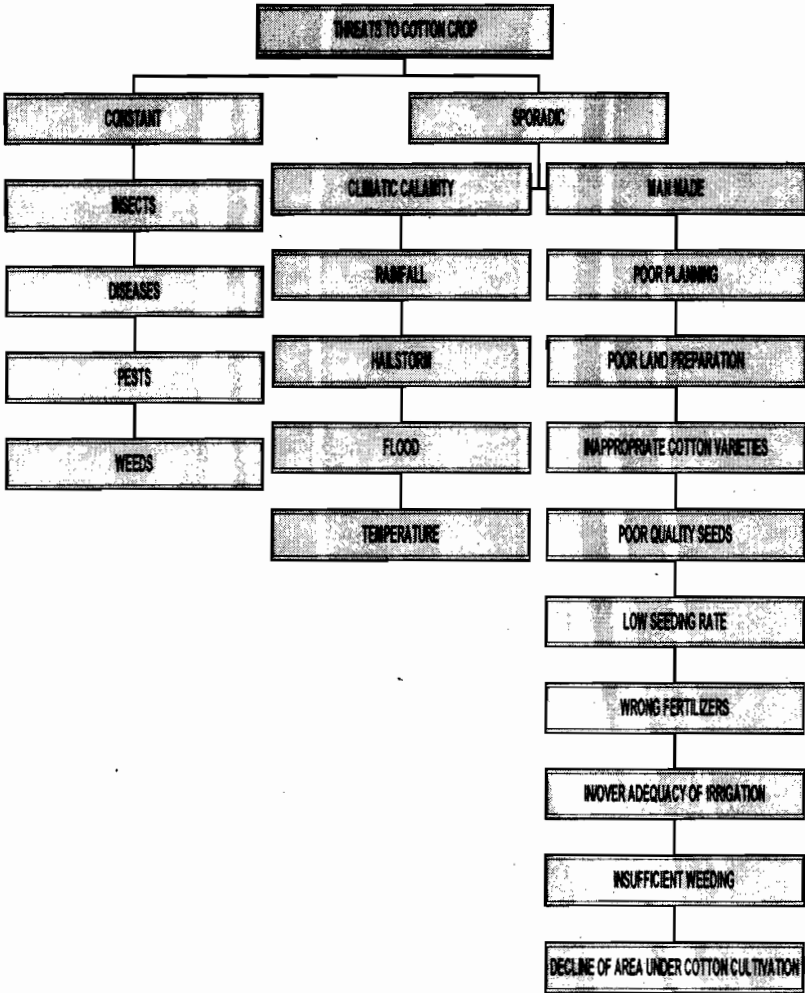 THREATS TO COTTON CROP
CONSTANT
INSECTS
DISEASES
PESTS
WEEDS
SPORADIC
CLIMATIC CALAMITY
RAINFALL
HAILSTORM
FLOOD
TEMPERATURE
MAN MADE
POOR PLANNING
POOR LAND PREPARATION
INAPPROPRIATE COTTON VARIETIES
POOR QUALITY SEEDS
LOW SEEDING RATE
WRONG FERTILIZERS
IN/OVER ADEQUACY OF IRRIGATION
INSUFFICIENT WEEDING
DECLINE OF AREA UNDER COTTON CULTIVATION